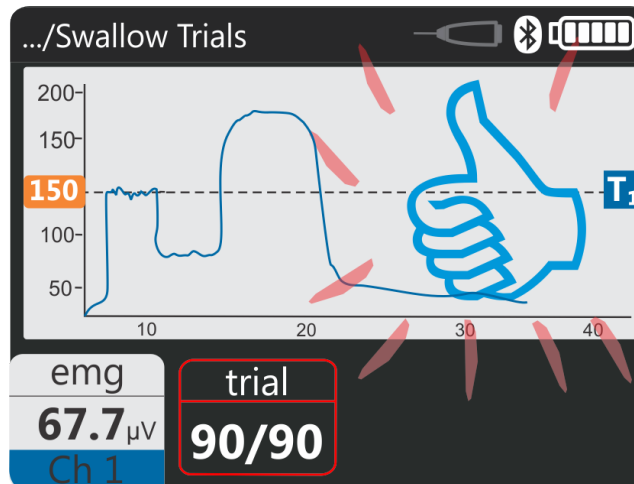 .../Swallow Trials
200-
150-
150
T1
100-
50-
10 20 30 40
emg
67.7µV
Ch 1
trial
90/90